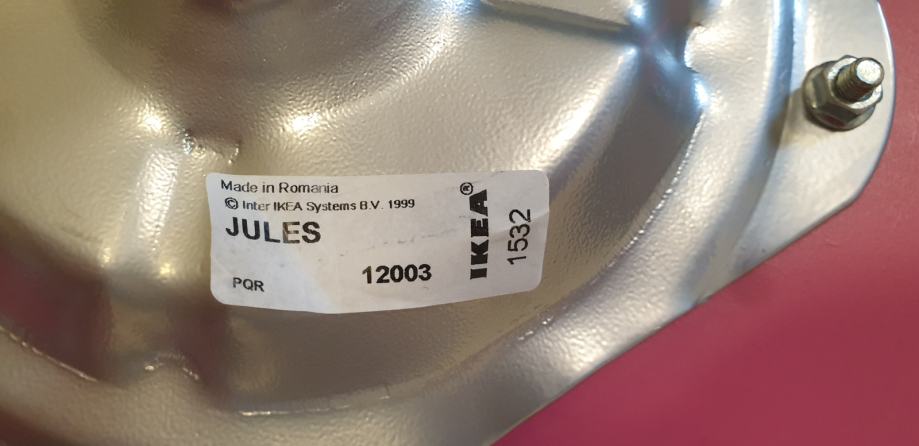 Made in Romania
© Inter IKEA Systems B.V. 1999
JULES
PQR
12003
IKEA®
1532